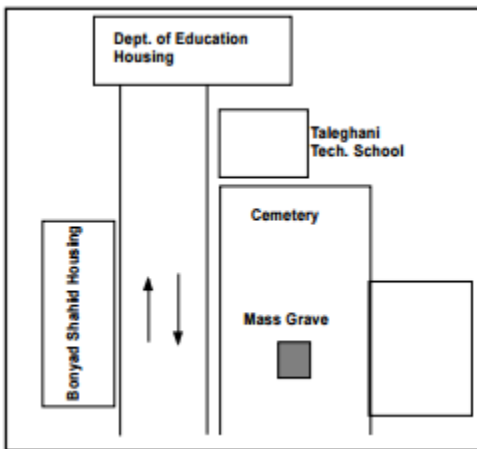 Dept. of Education
Housing
Taleghani
Tech. School
Cemetery
Bonyad Shahid Housing
Mass Grave